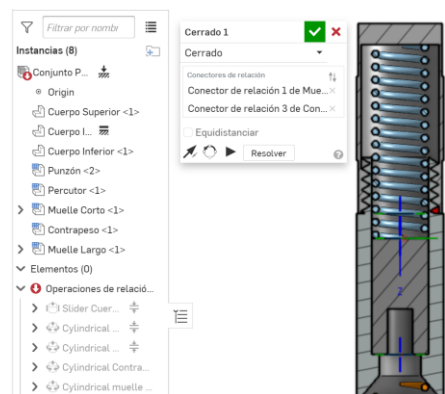 Filtrar por nombr
Instancias (8)
Conjunto P...
Origin
Cuerpo Superior <1>
Cuerpo I...
Cuerpo Inferior <1>
Punzón <2>
Percutor <1>
Muelle Corto <1>
Contrapeso <1>
Muelle Largo <1>
Elementos (0)
Operaciones de relació...
Slider Cuer...
Cylindrical ...
Cylindrical ...
Cylindrical Contra...
Cylindrical muelle ...
Cerrado 1
Cerrado
Conectores de relación
Conector de relación 1 de Mue...
Conector de relación 3 de Con...
Equidistanciar
Resolver
Z